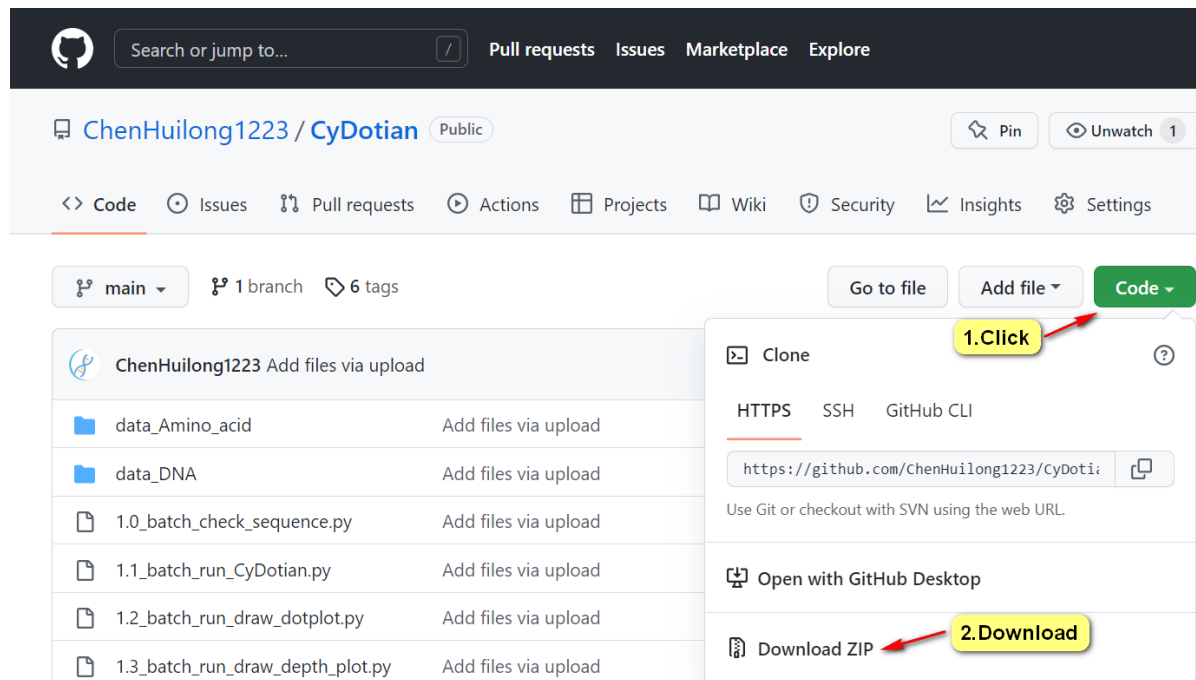 Search or jump to... / Pull requests Issues Marketplace Explore
ChenHuilong1223 / CyDotian Public Pin Unwatch 1
Code Issues Pull requests Actions Projects Wiki Security Insights Settings
main 1 branch 6 tags Go to file Add file Code
1.Click
ChenHuilong1223 Add files via upload
Clone ?
HTTPS SSH GitHub CLI
data_Amino_acid Add files via upload
data_DNA Add files via upload
https://github.com/ChenHuilong1223/CyDotia
Use Git or checkout with SVN using the web URL.
1.0_batch_check_sequence.py Add files via upload
1.1_batch_run_CyDotian.py Add files via upload
Open with GitHub Desktop
1.2_batch_run_draw_dotplot.py Add files via upload
2.Download
Download ZIP
1.3_batch_run_draw_depth_plot.py Add files via upload